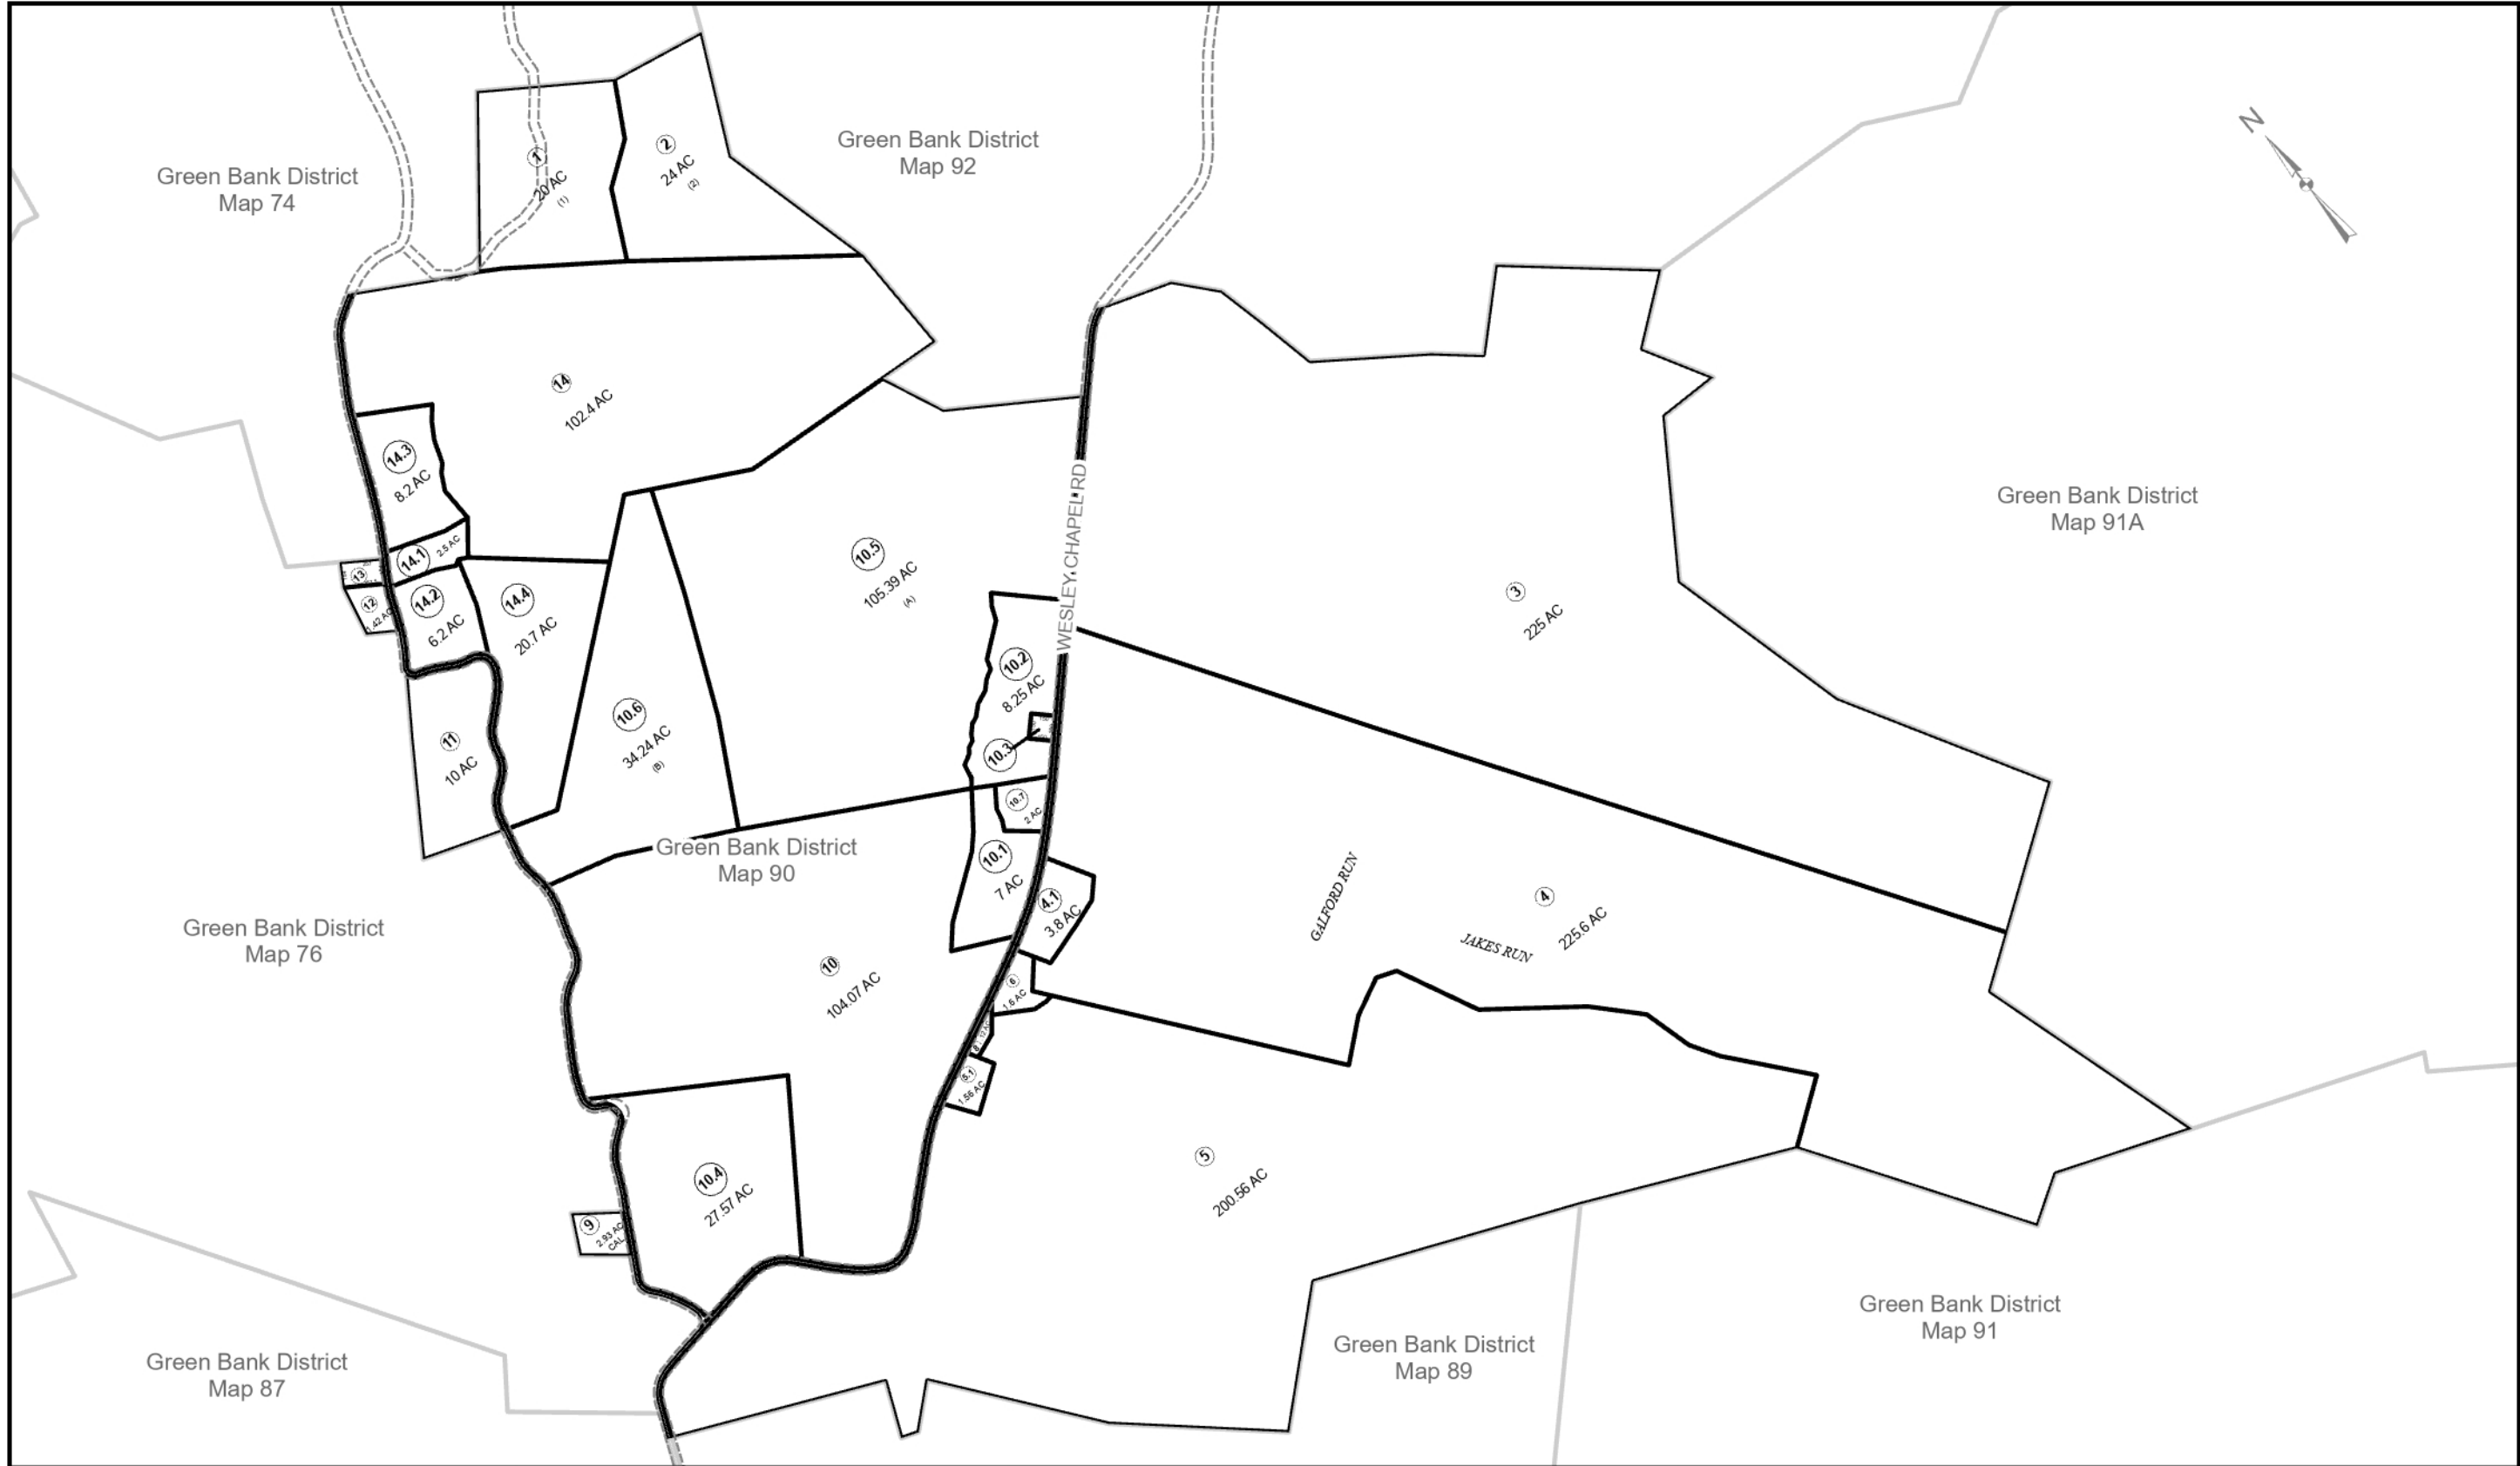 N
Green Bank District
Map 92
Green Bank District
Map 74
1
20 AC
(1)
2
24 AC
(2)
14
102.4 AC
14.3
8.2 AC
14.1
2.5 AC
13
12
1.42 AC
14.2
6.2 AC
14.4
20.7 AC
11
10 AC
10.6
34.24 AC
(B)
10.5
105.39 AC
(A)
WESLEY CHAPEL RD
10.2
8.25 AC
10.3
10.7
2 AC
10.1
7 AC
4.1
3.8 AC
3
225 AC
Green Bank District
Map 91A
Green Bank District
Map 90
Green Bank District
Map 76
GALFORD RUN
JAKES RUN
4
225.6 AC
10
104.07 AC
6
1.6 AC
8
5.1
1.56 AC
5
200.56 AC
10.4
27.57 AC
9
2.93 AC
CAL
Green Bank District
Map 87
Green Bank District
Map 89
Green Bank District
Map 91